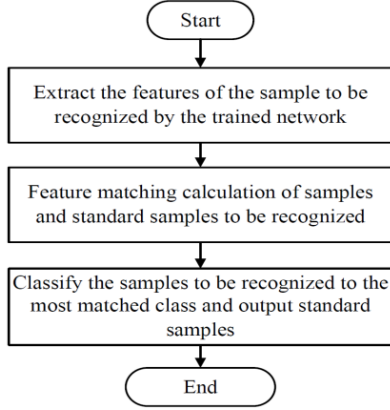 Start
Extract the features of the sample to be
recognized by the trained network
Feature matching calculation of samples
and standard samples to be recognized
Classify the samples to be recognized to the
most matched class and output standard
samples
End